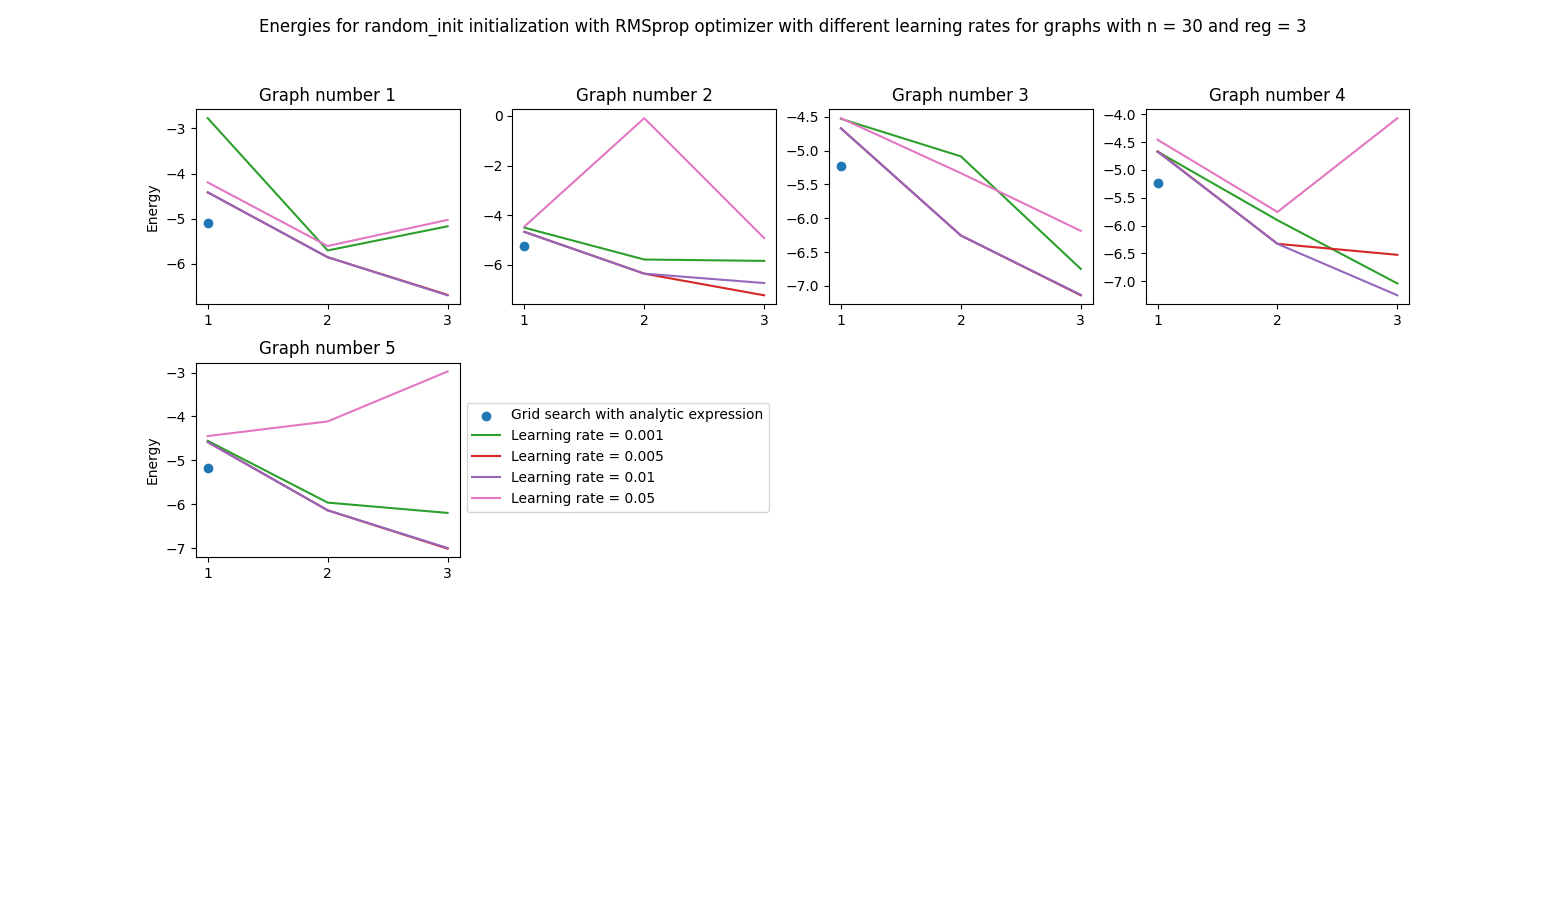 Energies for random_init initialization with RMSprop optimizer with different learning rates for graphs with n = 30 and reg = 3
Graph number 1
Energy
−3
−4
−5
−6
1 2 3
Graph number 2
0
−2
−4
−6
1 2 3
Graph number 3
−4.5
−5.0
−5.5
−6.0
−6.5
−7.0
1 2 3
Graph number 4
−4.0
−4.5
−5.0
−5.5
−6.0
−6.5
−7.0
1 2 3
Graph number 5
Energy
−3
−4
−5
−6
−7
1 2 3
Grid search with analytic expression
Learning rate = 0.001
Learning rate = 0.005
Learning rate = 0.01
Learning rate = 0.05